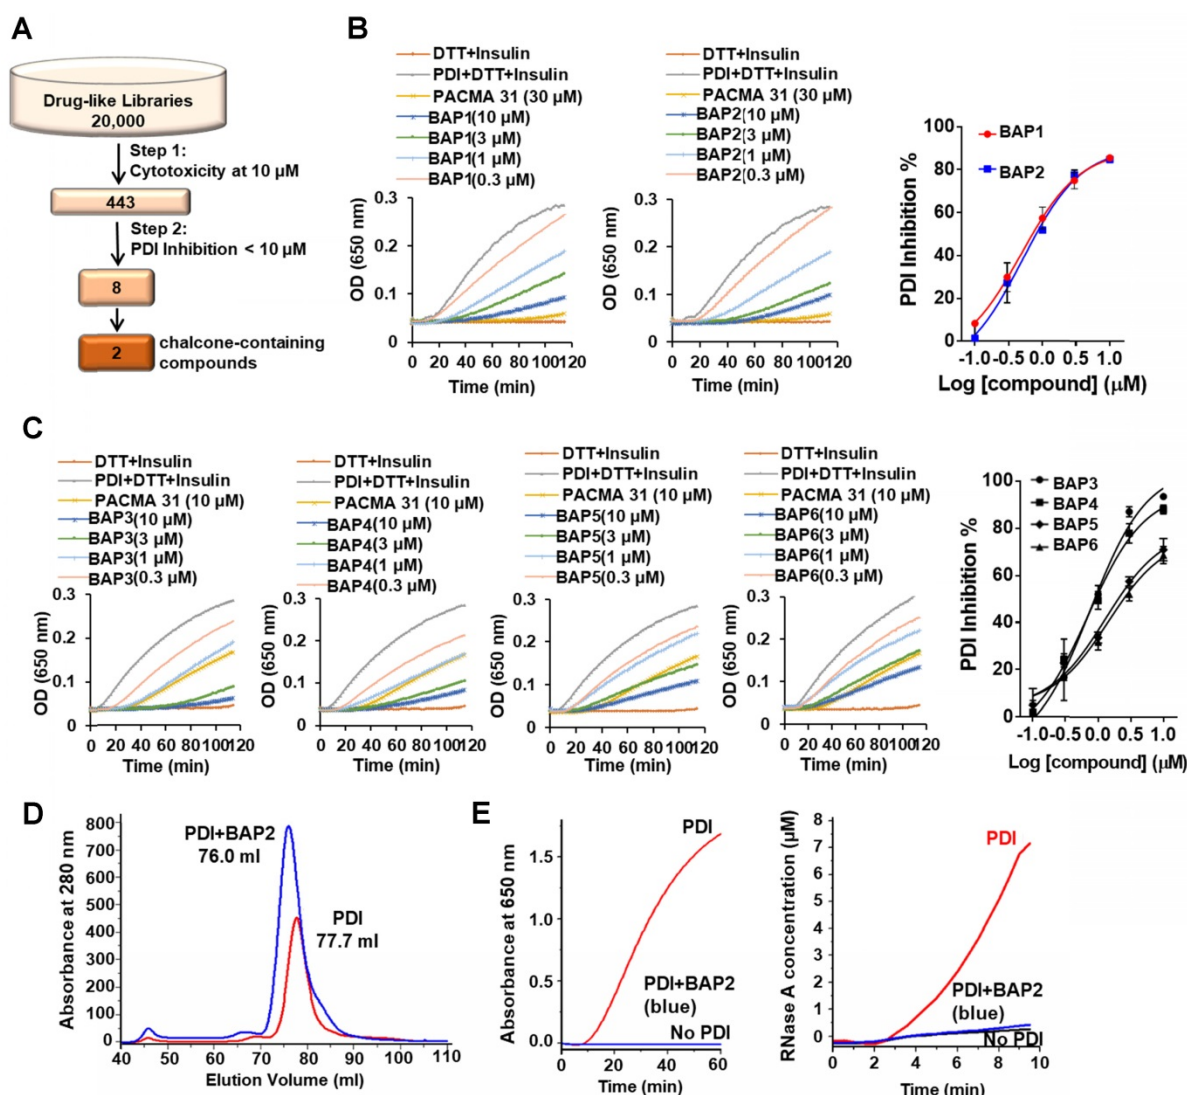 A
Drug-like Libraries
20,000
Step 1:
Cytotoxicity at 10 µM
443
Step 2:
PDI Inhibition < 10 µM
8
2
chalcone-containing
compounds
B
DTT+Insulin
PDI+DTT+Insulin
PACMA 31 (30 µM)
BAP1(10 µM)
BAP1(3 µM)
BAP1(1 µM)
BAP1(0.3 µM)
0.3
0.2
0.1
0
OD (650 nm)
0 20 40 60 80 100120
Time (min)
DTT+Insulin
PDI+DTT+Insulin
PACMA 31 (30 µM)
BAP2(10 µM)
BAP2(3 µM)
BAP2(1 µM)
BAP2(0.3 µM)
0.3
0.2
0.1
0
OD (650 nm)
0 20 40 60 80 100120
Time (min)
BAP1
BAP2
100
80
60
40
20
0
PDI Inhibition %
-1.0 -0.5 0.0 0.5 1.0
Log [compound] (µM)
C
DTT+Insulin
PDI+DTT+Insulin
PACMA 31 (10 µM)
BAP3(10 µM)
BAP3(3 µM)
BAP3(1 µM)
BAP3(0.3 µM)
0.3
0.2
0.1
0
OD (650 nm)
0 20 40 60 80 100120
Time (min)
DTT+Insulin
PDI+DTT+Insulin
PACMA 31 (10 µM)
BAP4(10 µM)
BAP4(3 µM)
BAP4(1 µM)
BAP4(0.3 µM)
0.3
0.2
0.1
0
OD (650 nm)
0 20 40 60 80 100 120
Time (min)
DTT+Insulin
PDI+DTT+Insulin
PACMA 31 (10 µM)
BAP5(10 µM)
BAP5(3 µM)
BAP5(1 µM)
BAP5(0.3 µM)
0.3
0.2
0.1
0
OD (650 nm)
0 20 40 60 80 100 120
Time (min)
DTT+Insulin
PDI+DTT+Insulin
PACMA 31 (10 µM)
BAP6(10 µM)
BAP6(3 µM)
BAP6(1 µM)
BAP6(0.3 µM)
0.3
0.2
0.1
0
OD (650 nm)
0 20 40 60 80 100 120
Time (min)
BAP3
BAP4
BAP5
BAP6
100
80
60
40
20
0
PDI Inhibition %
-1.0 -0.5 0.0 0.5 1.0
Log [compound] (µM)
D
PDI+BAP2
76.0 ml
PDI
77.7 ml
800
700
600
500
400
300
200
100
0
Absorbance at 280 nm
40 50 60 70 80 90 100 110
Elution Volume (ml)
E
PDI
PDI+BAP2
(blue)
No PDI
1.5
1.0
0.5
0.0
Absorbance at 650 nm
0 20 40 60
Time (min)
PDI
PDI+BAP2
(blue)
No PDI
8
7
6
5
4
3
2
1
0
RNase A concentration (µM)
0 2 4 6 8 10
Time (min)